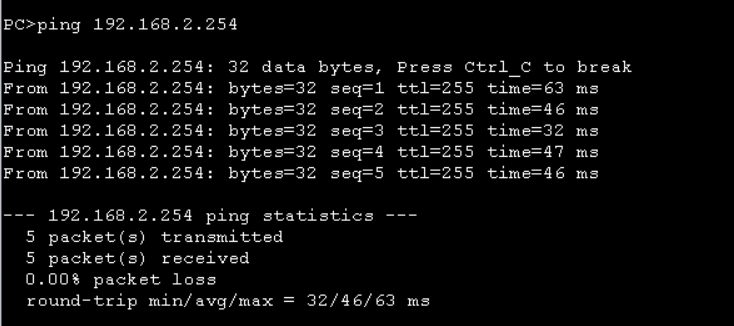 PC>ping 192.168.2.254
Ping 192.168.2.254: 32 data bytes, Press Ctrl_C to break
From 192.168.2.254: bytes=32 seq=1 ttl=255 time=63 ms
From 192.168.2.254: bytes=32 seq=2 ttl=255 time=46 ms
From 192.168.2.254: bytes=32 seq=3 ttl=255 time=32 ms
From 192.168.2.254: bytes=32 seq=4 ttl=255 time=47 ms
From 192.168.2.254: bytes=32 seq=5 ttl=255 time=46 ms
--- 192.168.2.254 ping statistics ---
5 packet(s) transmitted
5 packet(s) received
0.00% packet loss
round-trip min/avg/max = 32/46/63 ms